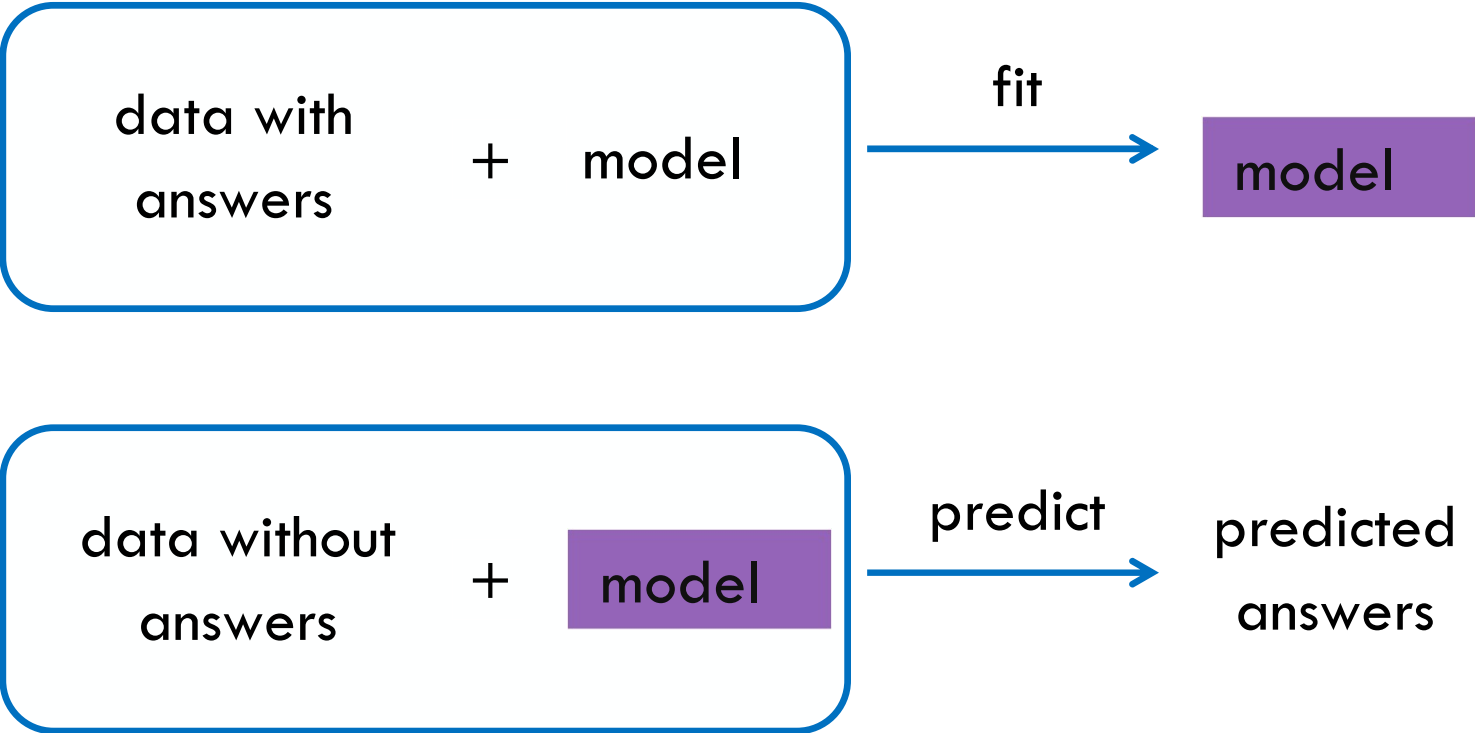 data with
answers
+
model
fit
model
data without
answers
+
model
predict
predicted
answers